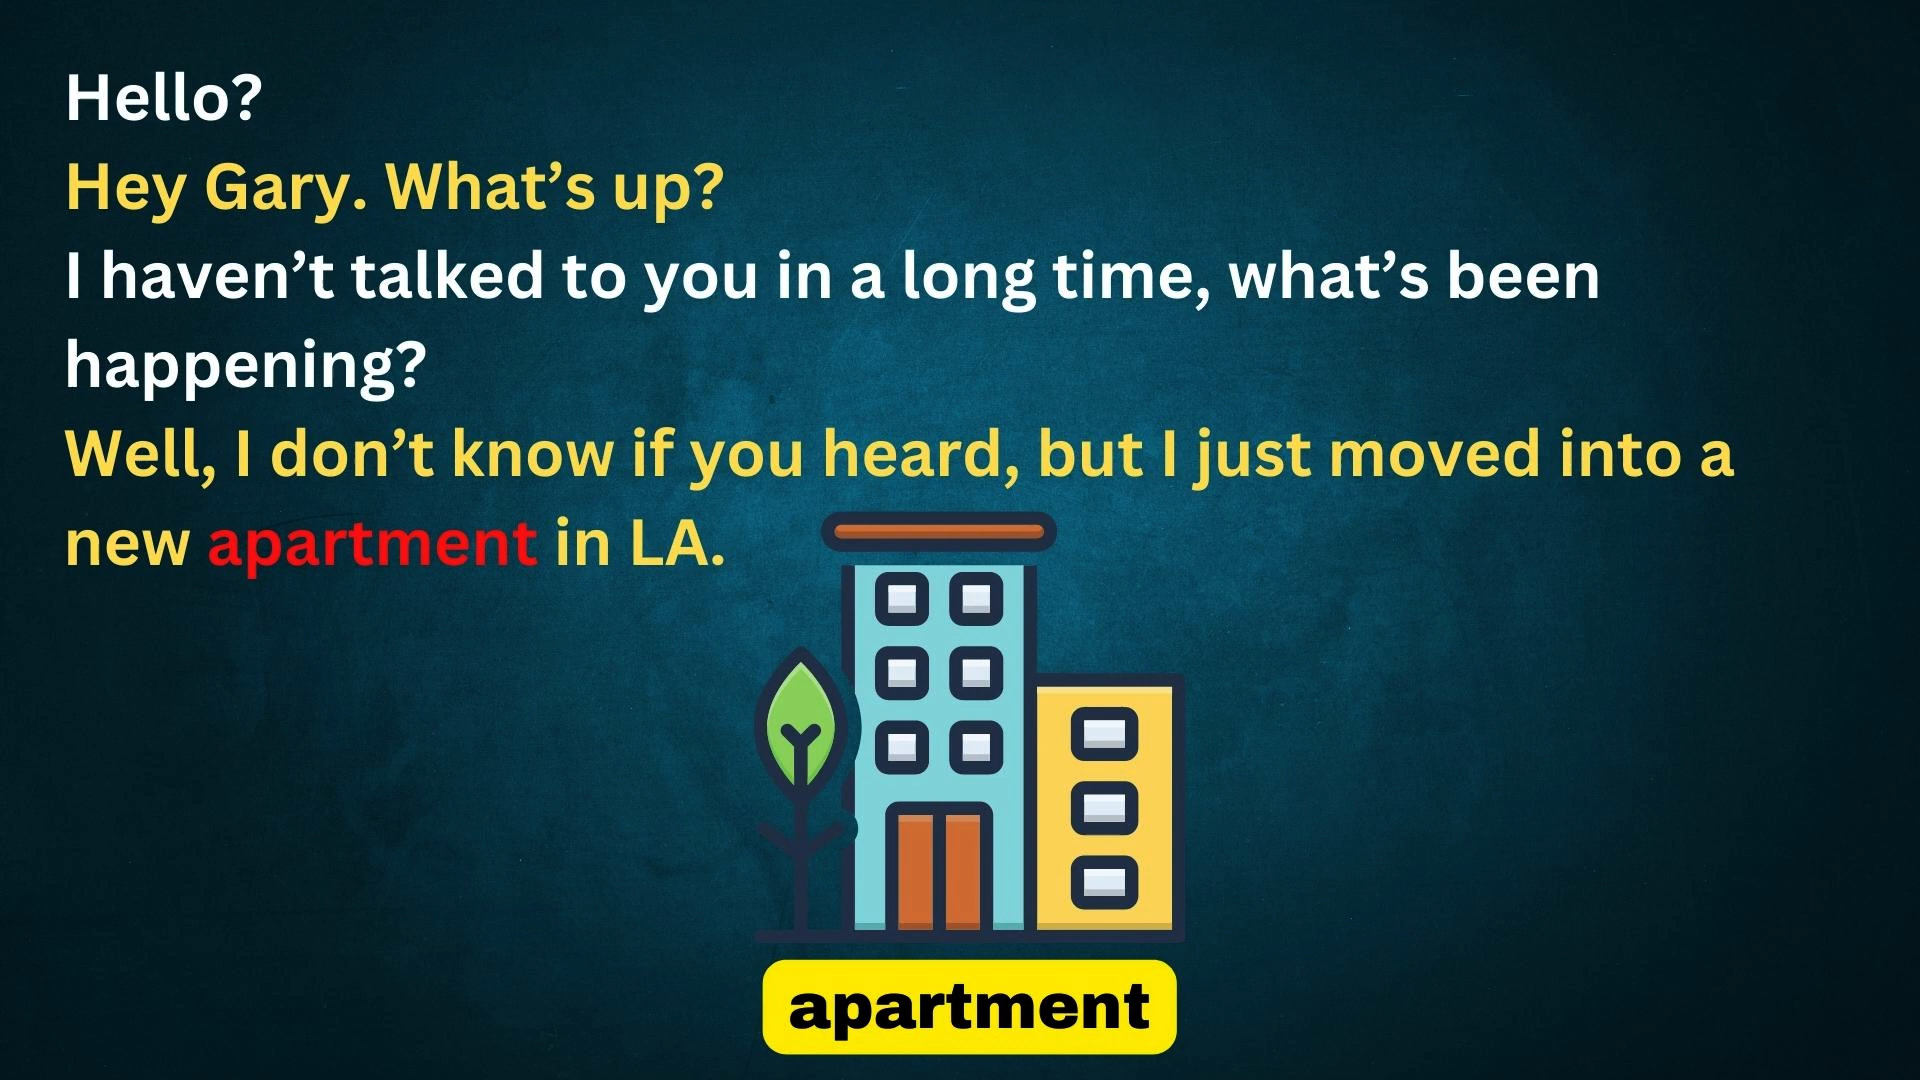 Hello?
Hey Gary. What’s up?
I haven’t talked to you in a long time, what’s been
happening?
Well, I don’t know if you heard, but I just moved into a
new apartment in LA.
apartment